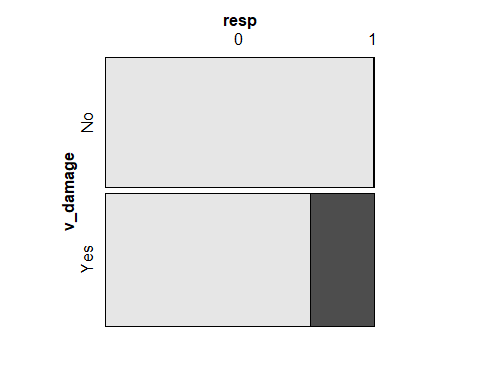 resp
0 1
No
v_damage
Yes